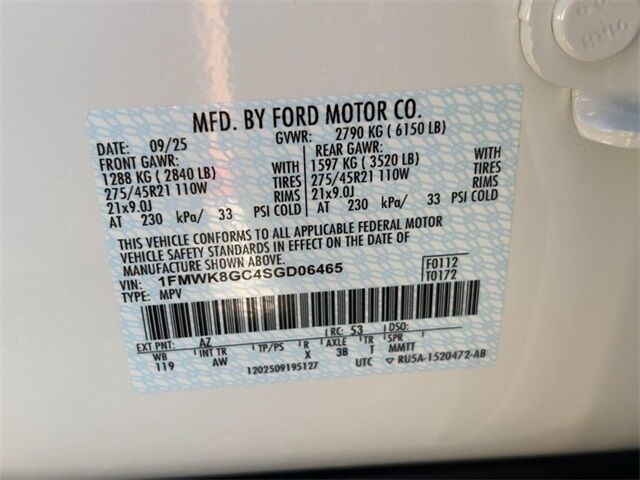 MFD. BY FORD MOTOR CO.
DATE: 09/25 GVWR: 2790 KG ( 6150 LB)
FRONT GAWR: REAR GAWR:
1288 KG ( 2840 LB) WITH 1597 KG ( 3520 LB) WITH
275/45R21 110W TIRES 275/45R21 110W TIRES
21x9.0J RIMS 21x9.0J RIMS
AT 230 kPa/ 33 PSI COLD AT 230 kPa/ 33 PSI COLD
THIS VEHICLE CONFORMS TO ALL APPLICABLE FEDERAL MOTOR
VEHICLE SAFETY STANDARDS IN EFFECT ON THE DATE OF
MANUFACTURE SHOWN ABOVE.
VIN: 1FMWK8GC4SGD06465 F0112
TYPE: MPV T0172
EXT PNT: AZ RC: 53 DSO:
WB INT TR TP/PS R AXLE TR SPR
119 AW X 3B T MMTT
1202509195127 UTC RU5A-1520472-AB